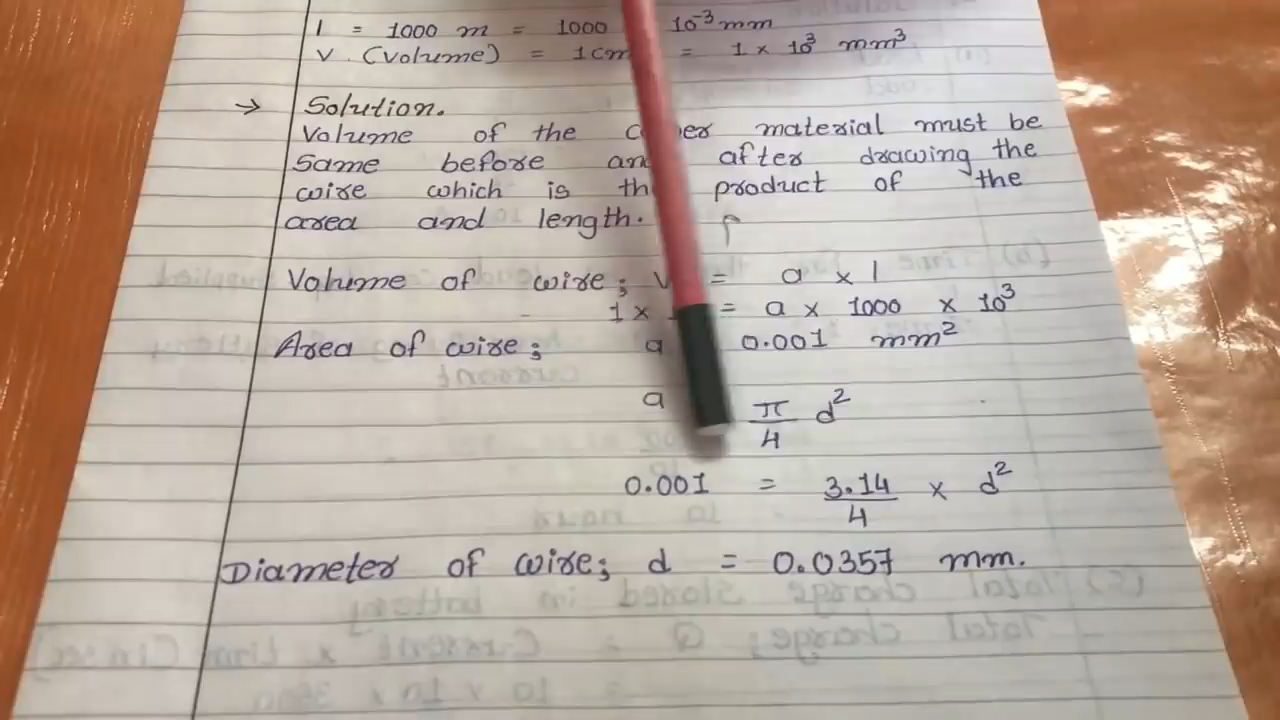 l = 1000 m = 1000 10⁻³ mm
V. (Volume) = 1 cm = 1 x 10³ mm³
→ Solution.
Volume of the material must be
Same before and after drawing the
wire which is the product of the
area and length.
Volume of wire; V = a x l
1 x = a x 1000 x 10³
Area of wire; a 0.001 mm²
a π/4 d²
0.001 = 3.14/4 x d²
Diameter of wire; d = 0.0357 mm.